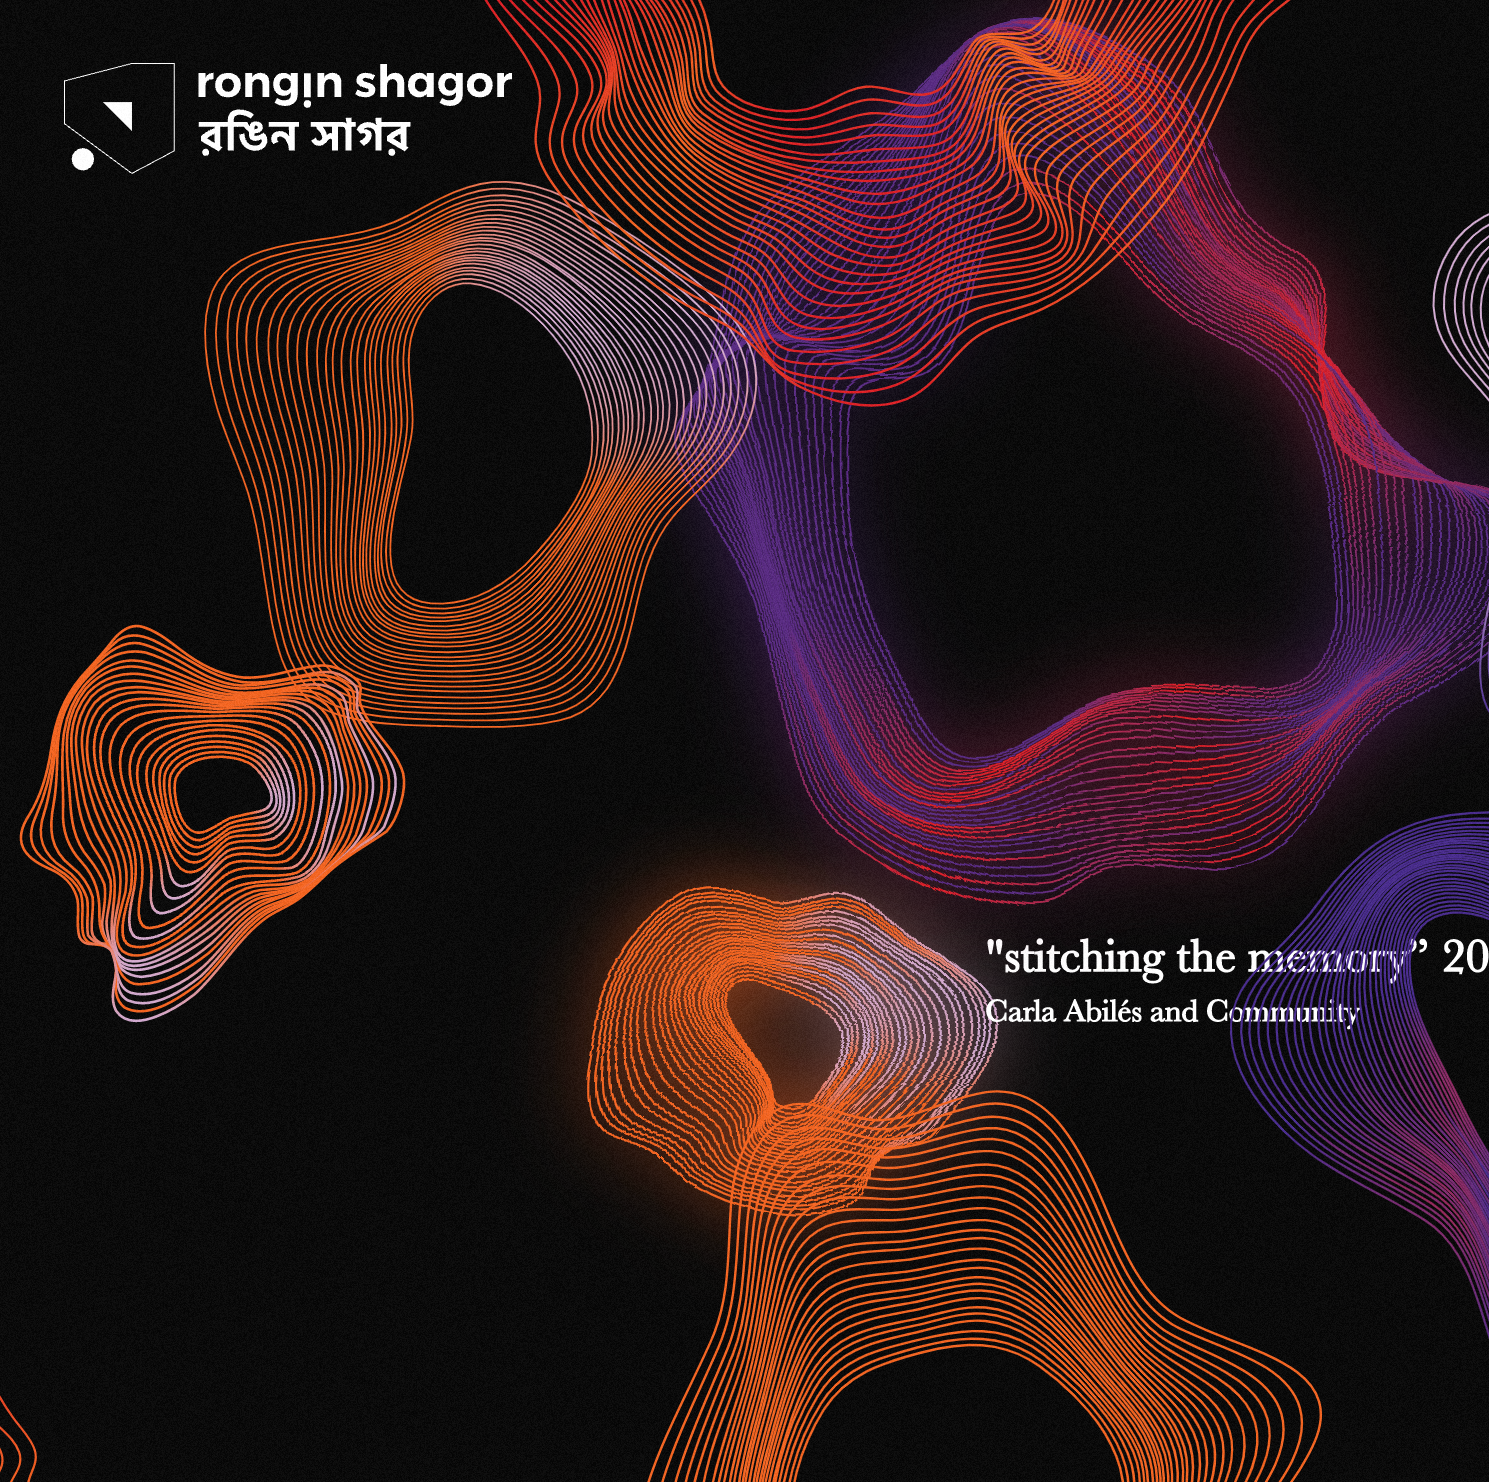 rongin shagor
রঙিন সাগর
"stitching the memory” 20
Carla Abilés and Community